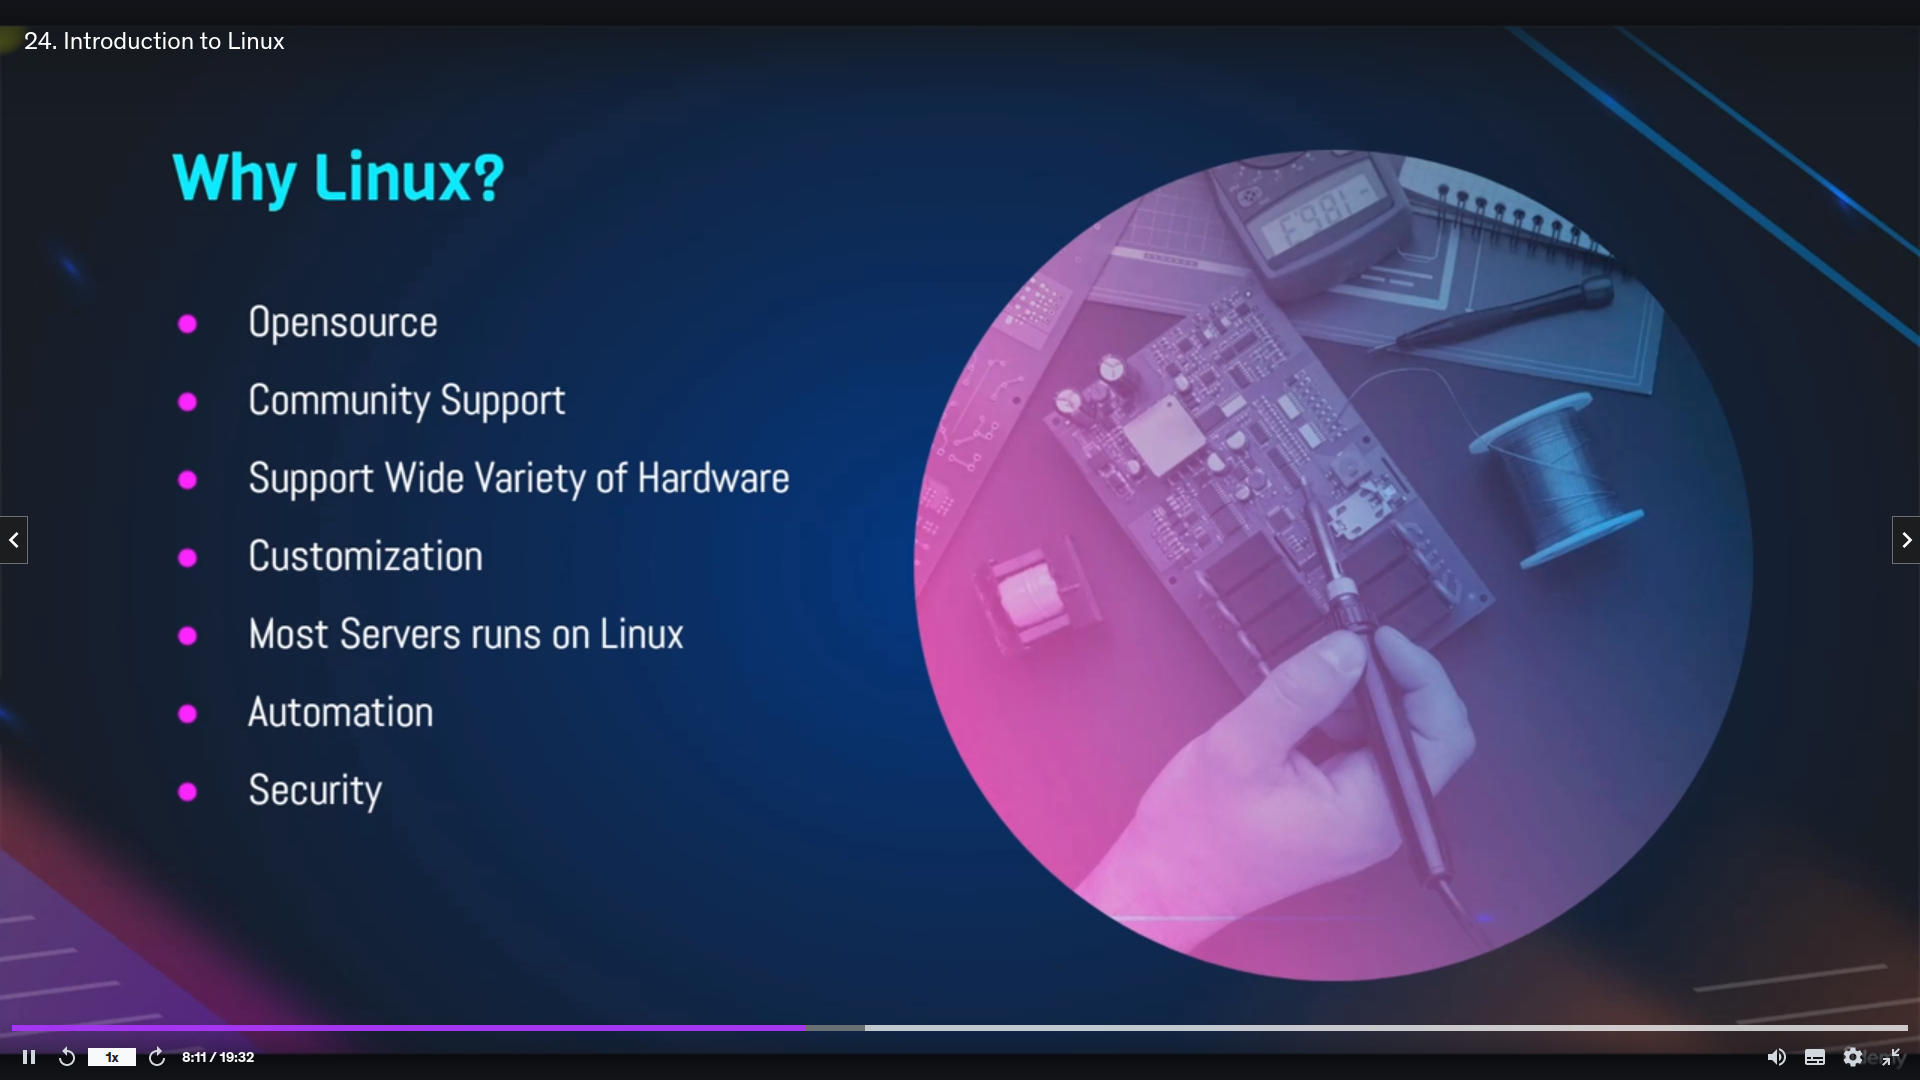 24. Introduction to Linux
Why Linux?
Opensource
Community Support
Support Wide Variety of Hardware
Customization
Most Servers runs on Linux
Automation
Security
1x
8:11 / 19:32